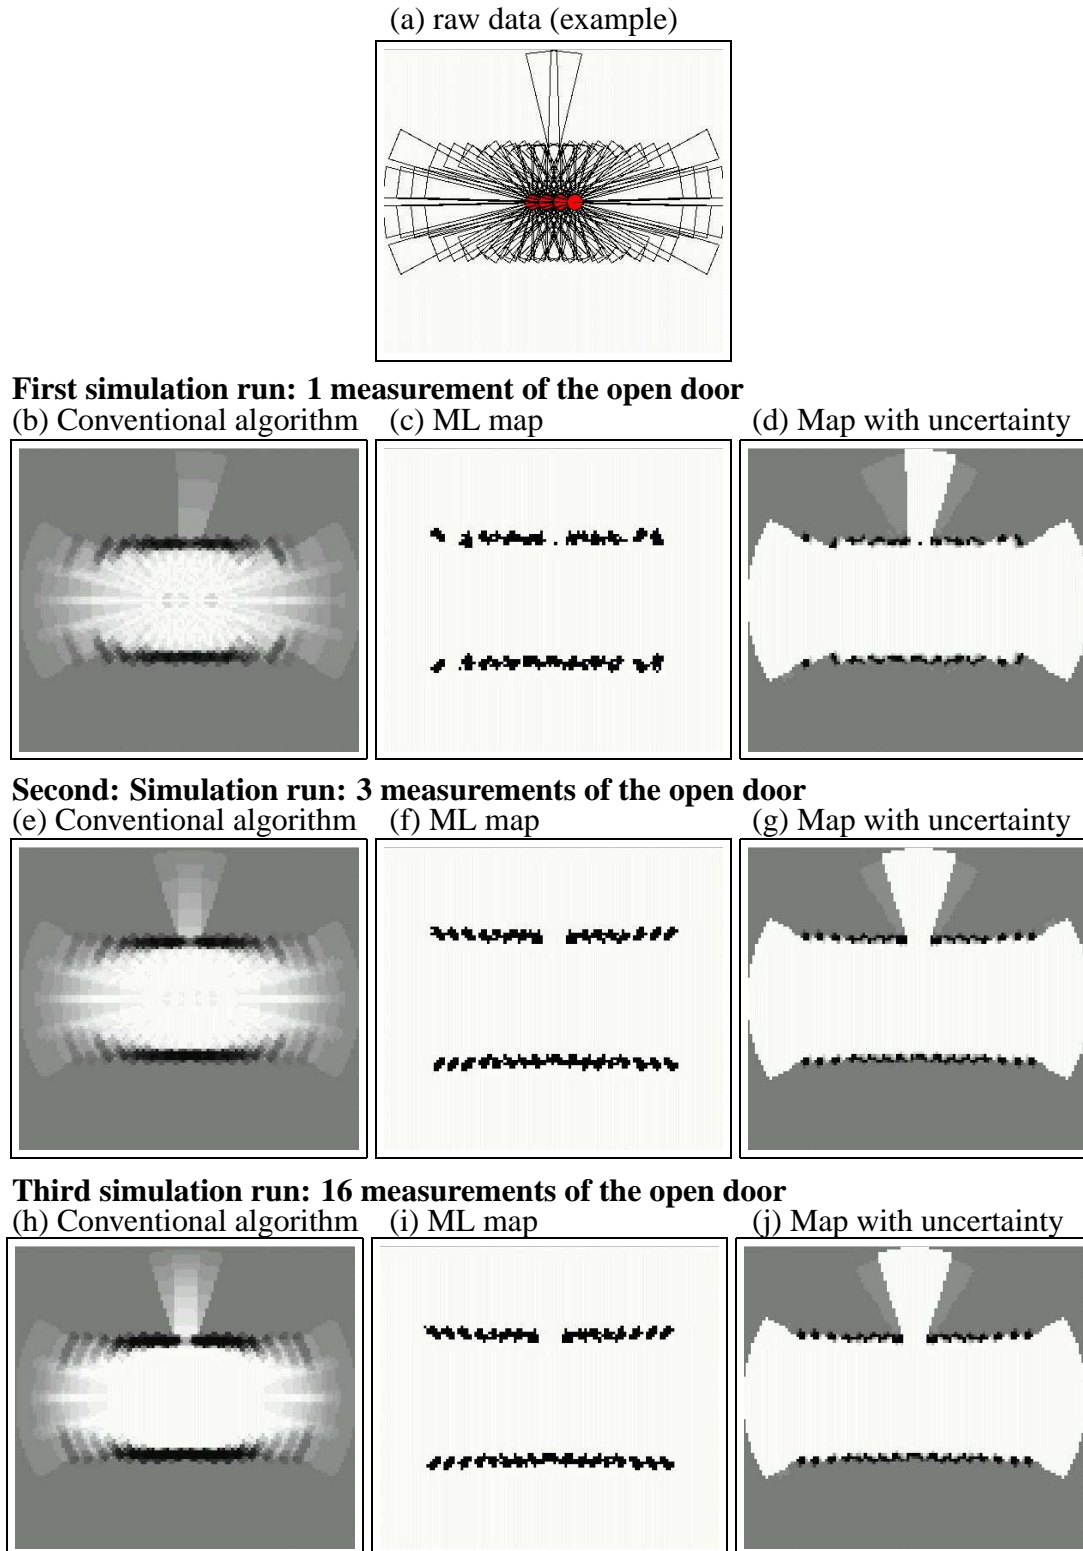 (a) raw data (example)
First simulation run: 1 measurement of the open door
(b) Conventional algorithm (c) ML map (d) Map with uncertainty
Second: Simulation run: 3 measurements of the open door
(e) Conventional algorithm (f) ML map (g) Map with uncertainty
Third simulation run: 16 measurements of the open door
(h) Conventional algorithm (i) ML map (j) Map with uncertainty